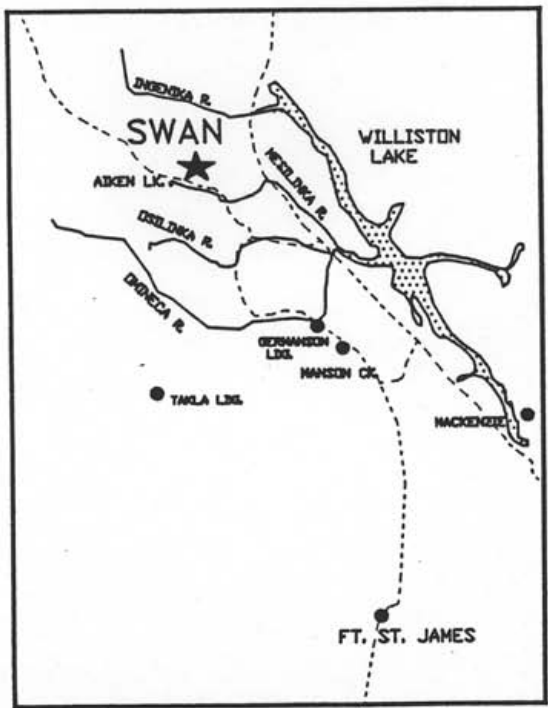 INGENIKA R.
SWAN
WILLISTON
LAKE
MESILINKA R.
AIKEN LK.
OSILINKA R.
OMINECA R.
GERMANSON
LDG.
MANSON CK.
TAKLA LDG.
MACKENZIE
FT. ST. JAMES